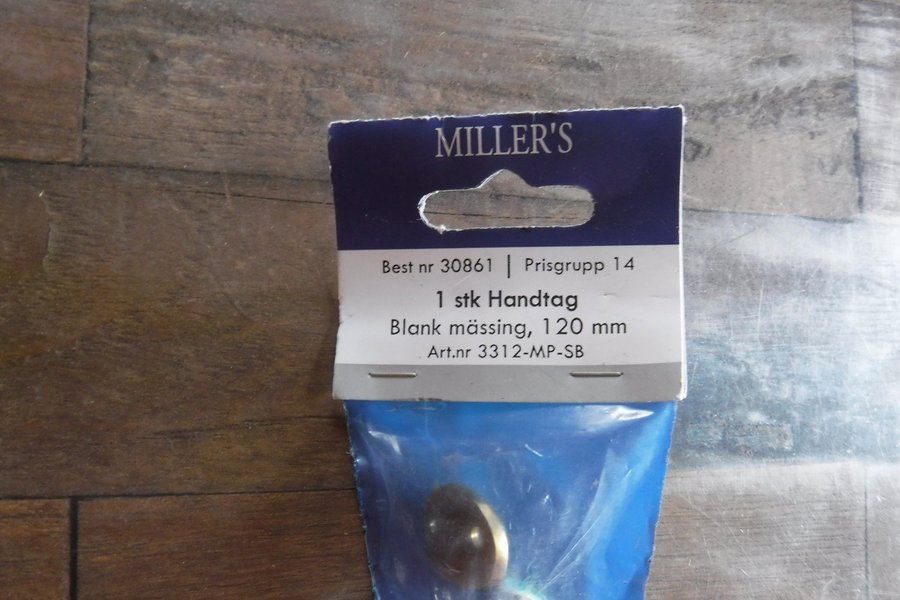 MILLER'S
Best nr 30861 | Prisgrupp 14
1 stk Handtag
Blank mässing, 120 mm
Art.nr 3312-MP-SB